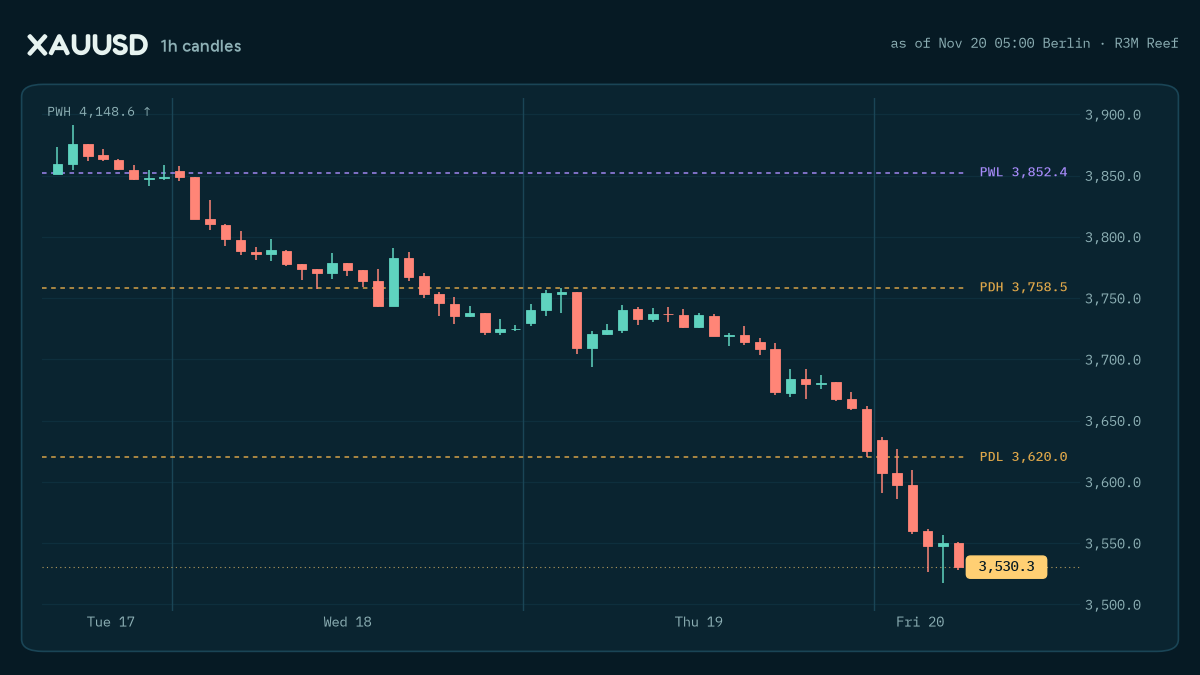 XAUUSD 1h candles
as of Nov 20 05:00 Berlin · R3M Reef
PWH 4,148.6 ↑
3,900.0
PWL 3,852.4
3,850.0
3,800.0
PDH 3,758.5
3,750.0
3,700.0
3,650.0
PDL 3,620.0
3,600.0
3,550.0
3,530.3
3,500.0
Tue 17
Wed 18
Thu 19
Fri 20